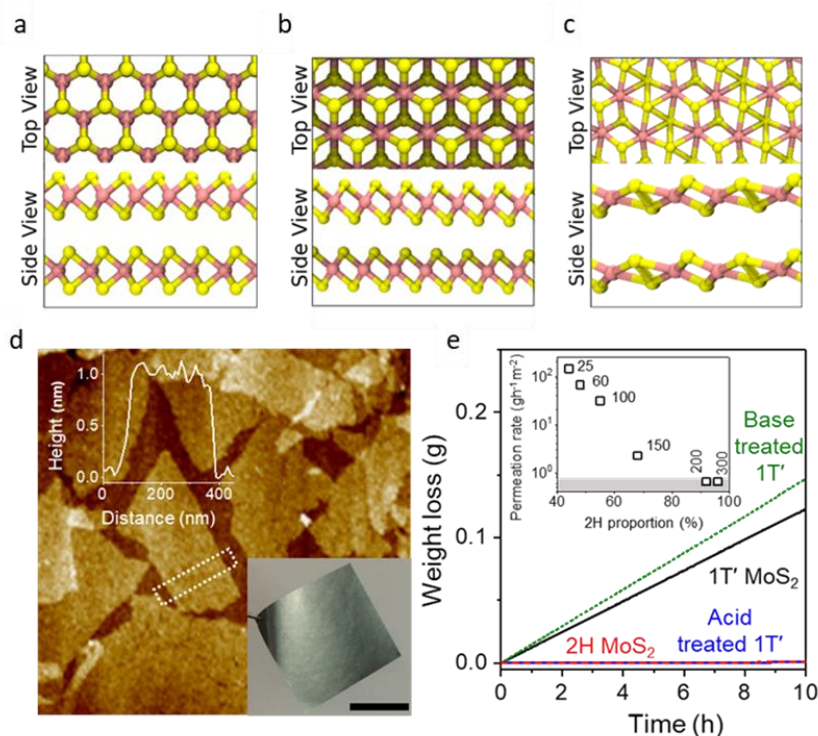 a
b
c
Top View
Side View
Top View
Side View
Top View
Side View
d
Height (nm)
1.0
0.5
0.0
0
200
400
Distance (nm)
e
Weight loss (g)
0.2
0.1
0.0
0
2
4
6
8
10
Time (h)
Permeation rate (gh⁻¹m⁻²)
10²
10¹
10⁰
40
60
80
100
2H proportion (%)
25
60
100
150
200
300
Base
treated
1T′
1T′ MoS₂
Acid
treated 1T′
2H MoS₂